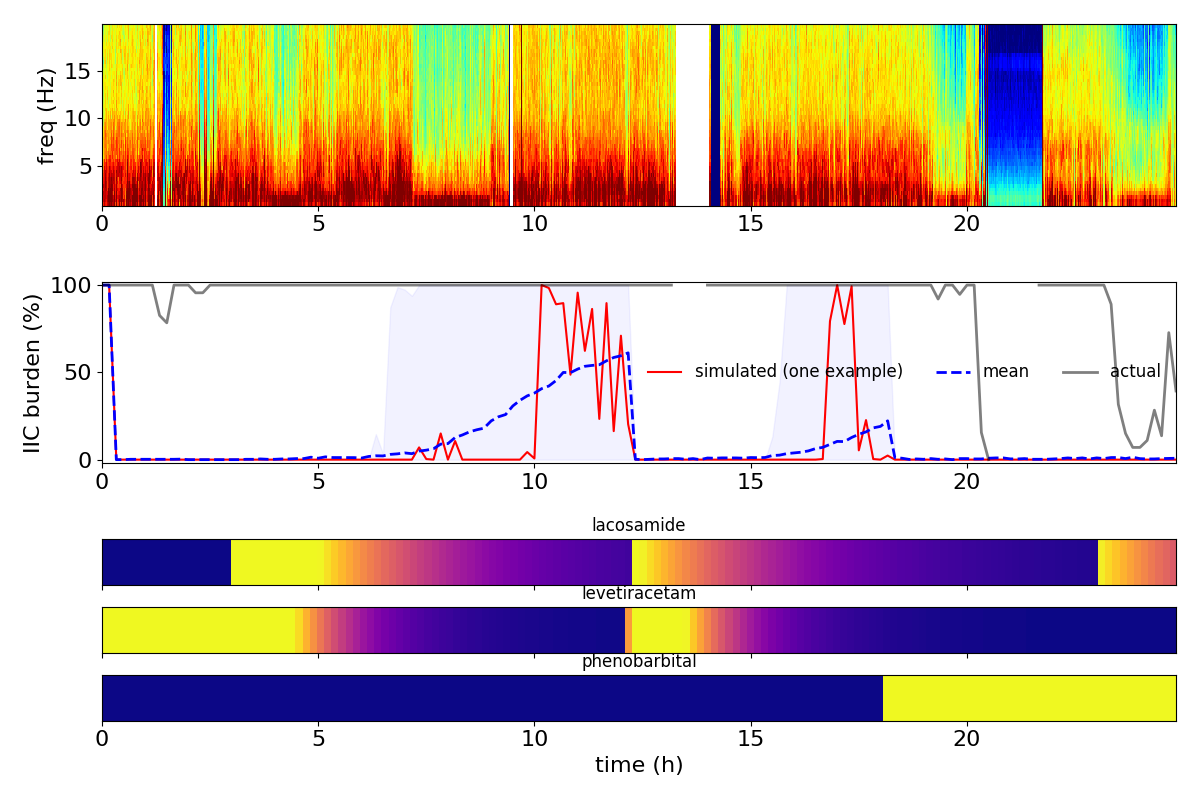 freq (Hz)
15
10
5
0 5 10 15 20
IIC burden (%)
100
50
0
simulated (one example) mean actual
0 5 10 15 20
lacosamide
levetiracetam
phenobarbital
0 5 10 15 20
time (h)